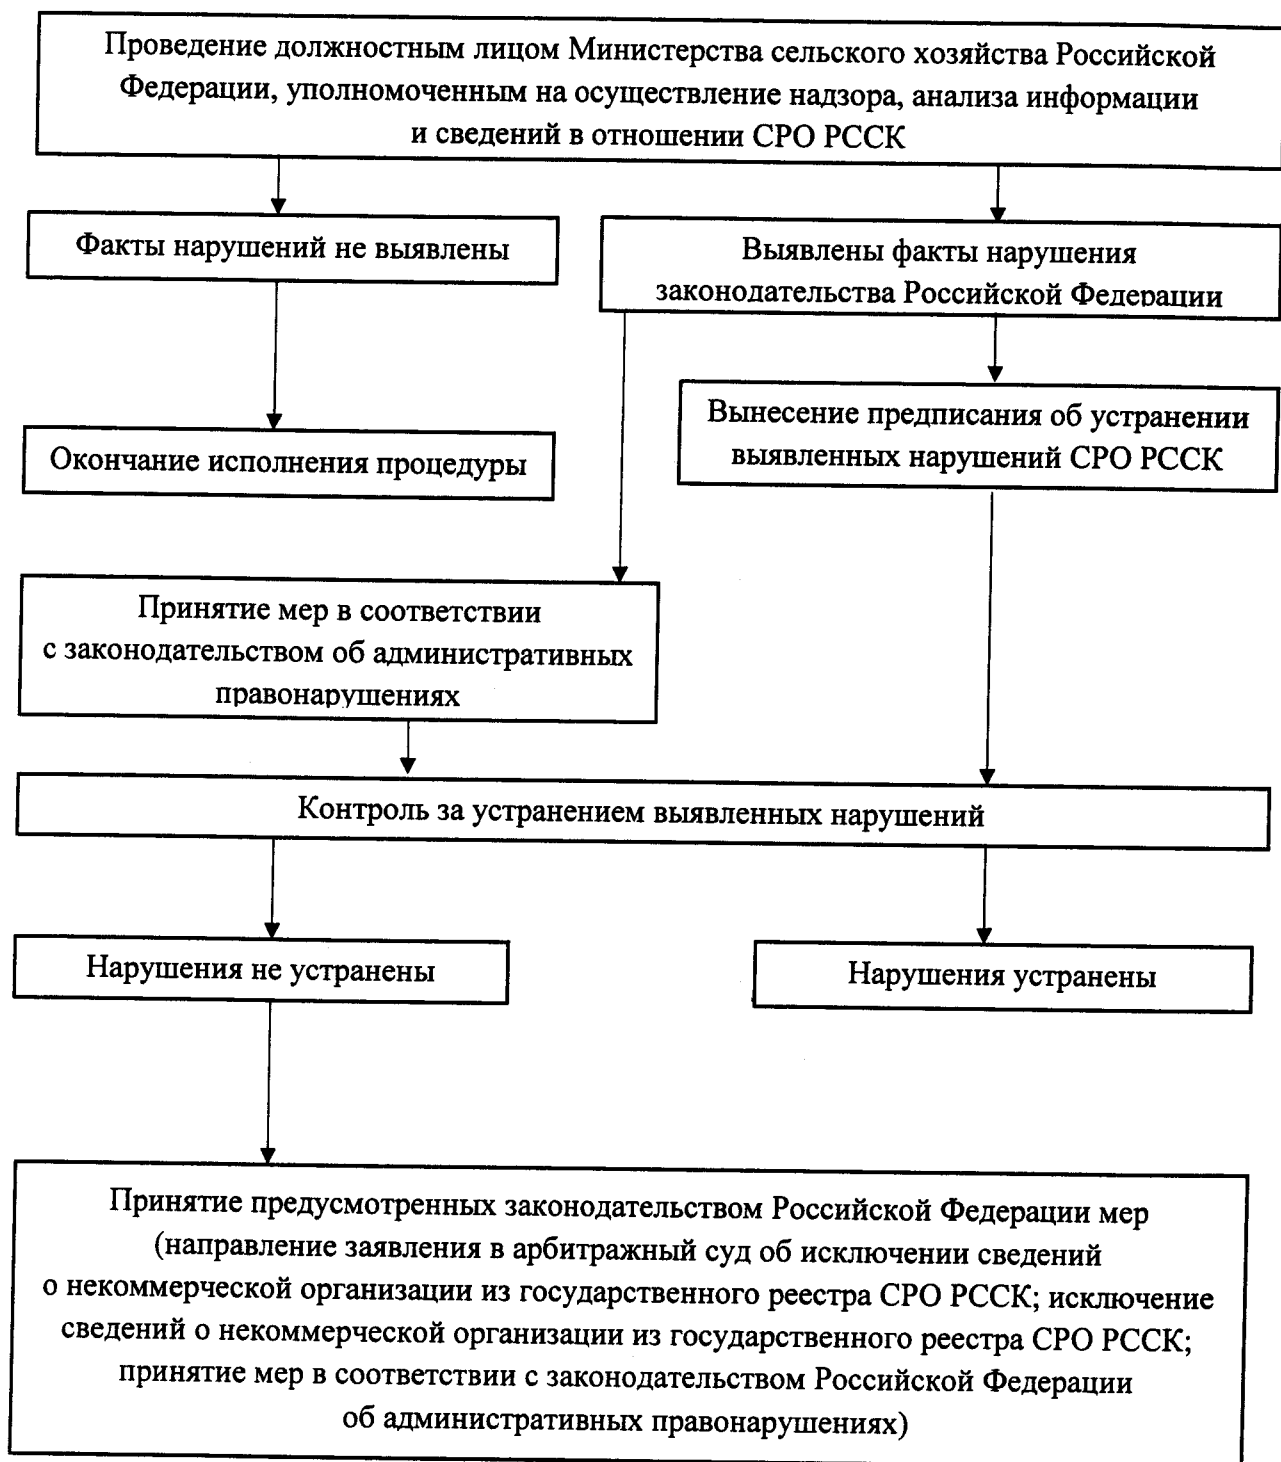 Проведение должностным лицом Министерства сельского хозяйства Российской
Федерации, уполномоченным на осуществление надзора, анализа информации
и сведений в отношении СРО РССК
Факты нарушений не выявлены
Выявлены факты нарушения
законодательства Российской Федерации
Вынесение предписания об устранении
выявленных нарушений СРО РССК
Окончание исполнения процедуры
Принятие мер в соответствии
с законодательством об административных
правонарушениях
Контроль за устранением выявленных нарушений
Нарушения не устранены
Нарушения устранены
Принятие предусмотренных законодательством Российской Федерации мер
(направление заявления в арбитражный суд об исключении сведений
о некоммерческой организации из государственного реестра СРО РССК; исключение
сведений о некоммерческой организации из государственного реестра СРО РССК;
принятие мер в соответствии с законодательством Российской Федерации
об административных правонарушениях)